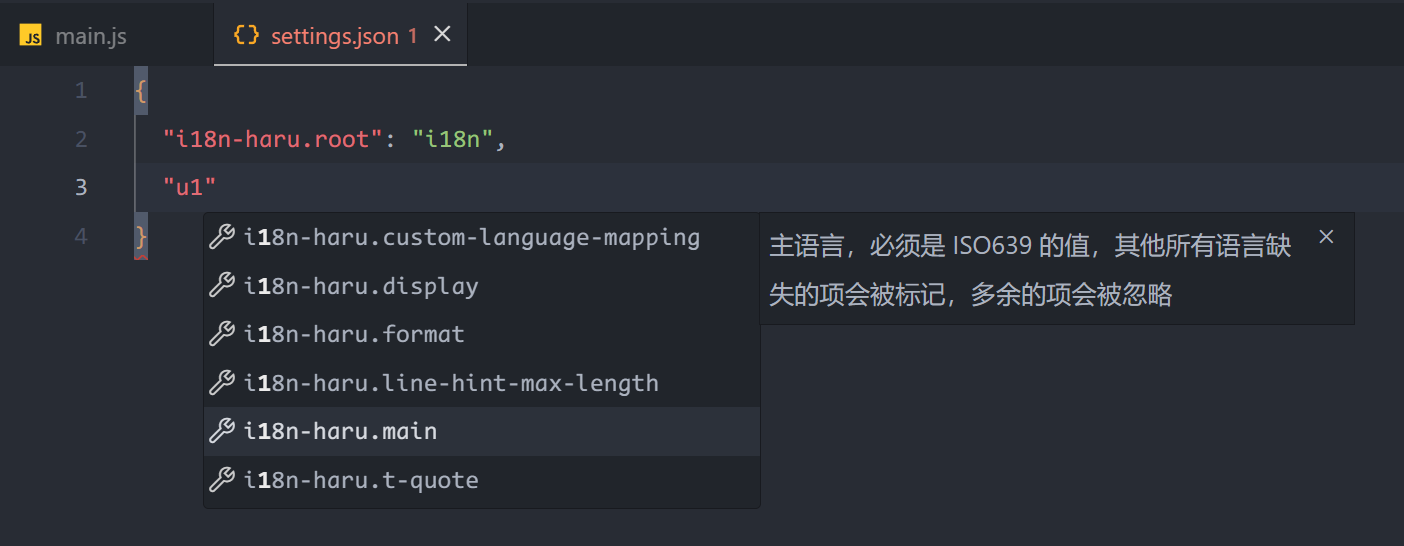 JS main.js
{} settings.json 1
1 {
2 "i18n-haru.root": "i18n",
3 "u1"
4 }
i18n-haru.custom-language-mapping
i18n-haru.display
i18n-haru.format
i18n-haru.line-hint-max-length
i18n-haru.main
i18n-haru.t-quote
主语言，必须是 ISO639 的值，其他所有语言缺
失的项会被标记，多余的项会被忽略